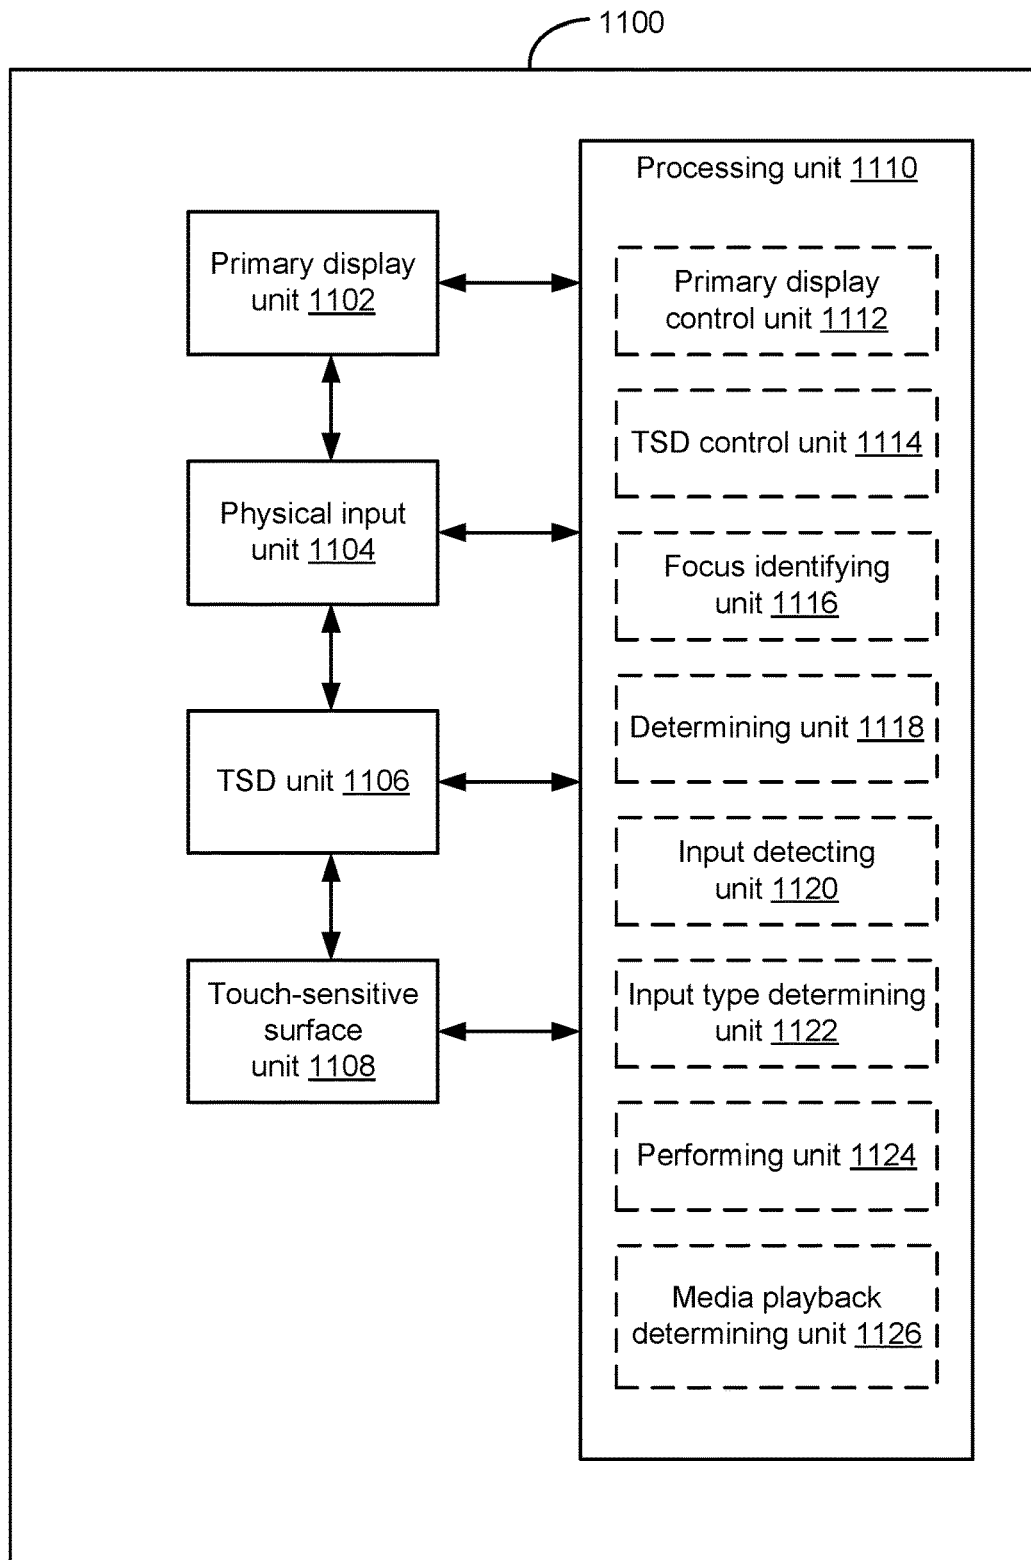 1100
Processing unit 1110
Primary display
unit 1102
Primary display
control unit 1112
TSD control unit 1114
Physical input
unit 1104
Focus identifying
unit 1116
Determining unit 1118
TSD unit 1106
Input detecting
unit 1120
Touch-sensitive
surface
unit 1108
Input type determining
unit 1122
Performing unit 1124
Media playback
determining unit 1126